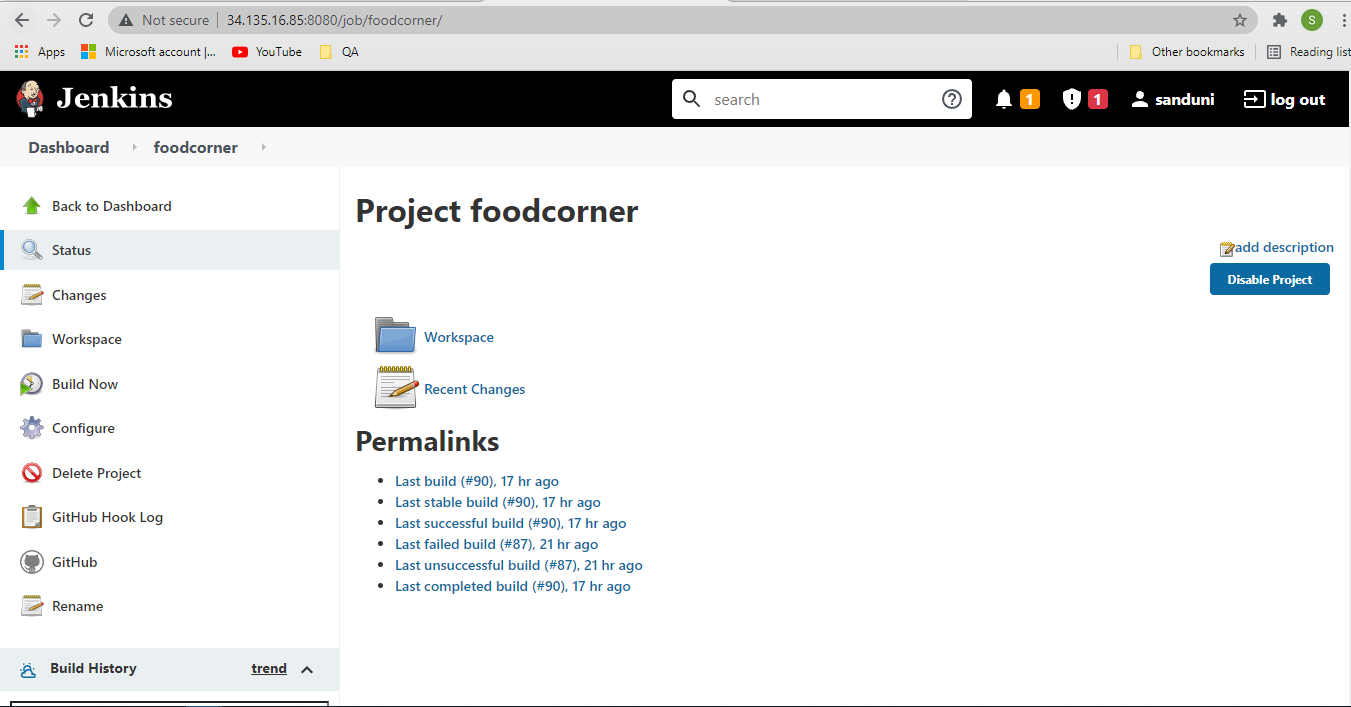 Not secure | 34.135.16.85:8080/job/foodcorner/
S
Apps Microsoft account |... YouTube QA Other bookmarks Reading list
Jenkins search 1 1 sanduni log out
Dashboard foodcorner
Back to Dashboard
Status
Changes
Workspace
Build Now
Configure
Delete Project
GitHub Hook Log
GitHub
Rename
Build History trend
Project foodcorner
add description
Disable Project
Workspace
Recent Changes
Permalinks
Last build (#90), 17 hr ago
Last stable build (#90), 17 hr ago
Last successful build (#90), 17 hr ago
Last failed build (#87), 21 hr ago
Last unsuccessful build (#87), 21 hr ago
Last completed build (#90), 17 hr ago